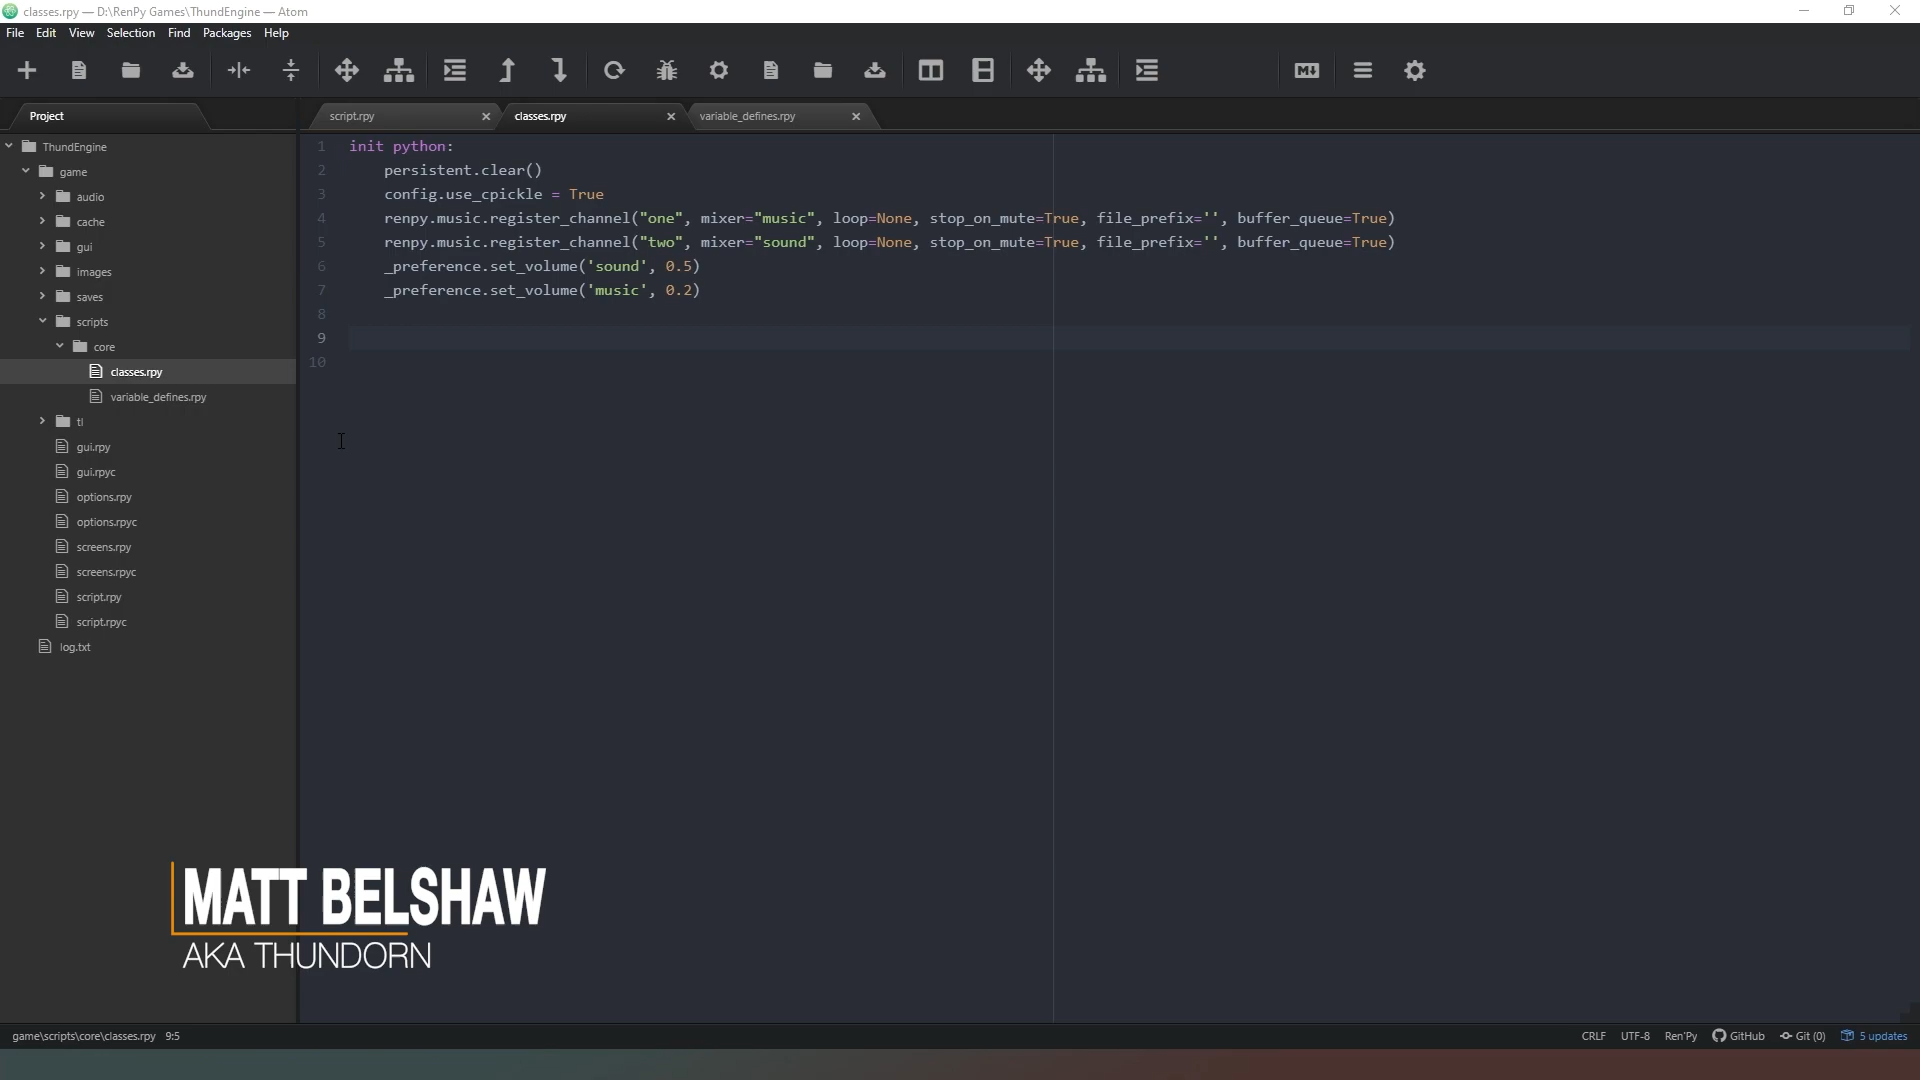 classes.rpy — D:\RenPy Games\ThundEngine — Atom
File Edit View Selection Find Packages Help
M↓
Project
script.rpy
classes.rpy
variable_defines.rpy
ThundEngine
game
audio
cache
gui
images
saves
scripts
core
classes.rpy
variable_defines.rpy
tl
gui.rpy
gui.rpyc
options.rpy
options.rpyc
screens.rpy
screens.rpyc
script.rpy
script.rpyc
log.txt
1 init python:
2 persistent.clear()
3 config.use_cpickle = True
4 renpy.music.register_channel("one", mixer="music", loop=None, stop_on_mute=True, file_prefix='', buffer_queue=True)
5 renpy.music.register_channel("two", mixer="sound", loop=None, stop_on_mute=True, file_prefix='', buffer_queue=True)
6 _preference.set_volume('sound', 0.5)
7 _preference.set_volume('music', 0.2)
8
9
10
MATT BELSHAW
AKA THUNDORN
game\scripts\core\classes.rpy 9:5
CRLF UTF-8 Ren'Py GitHub Git (0) 5 updates